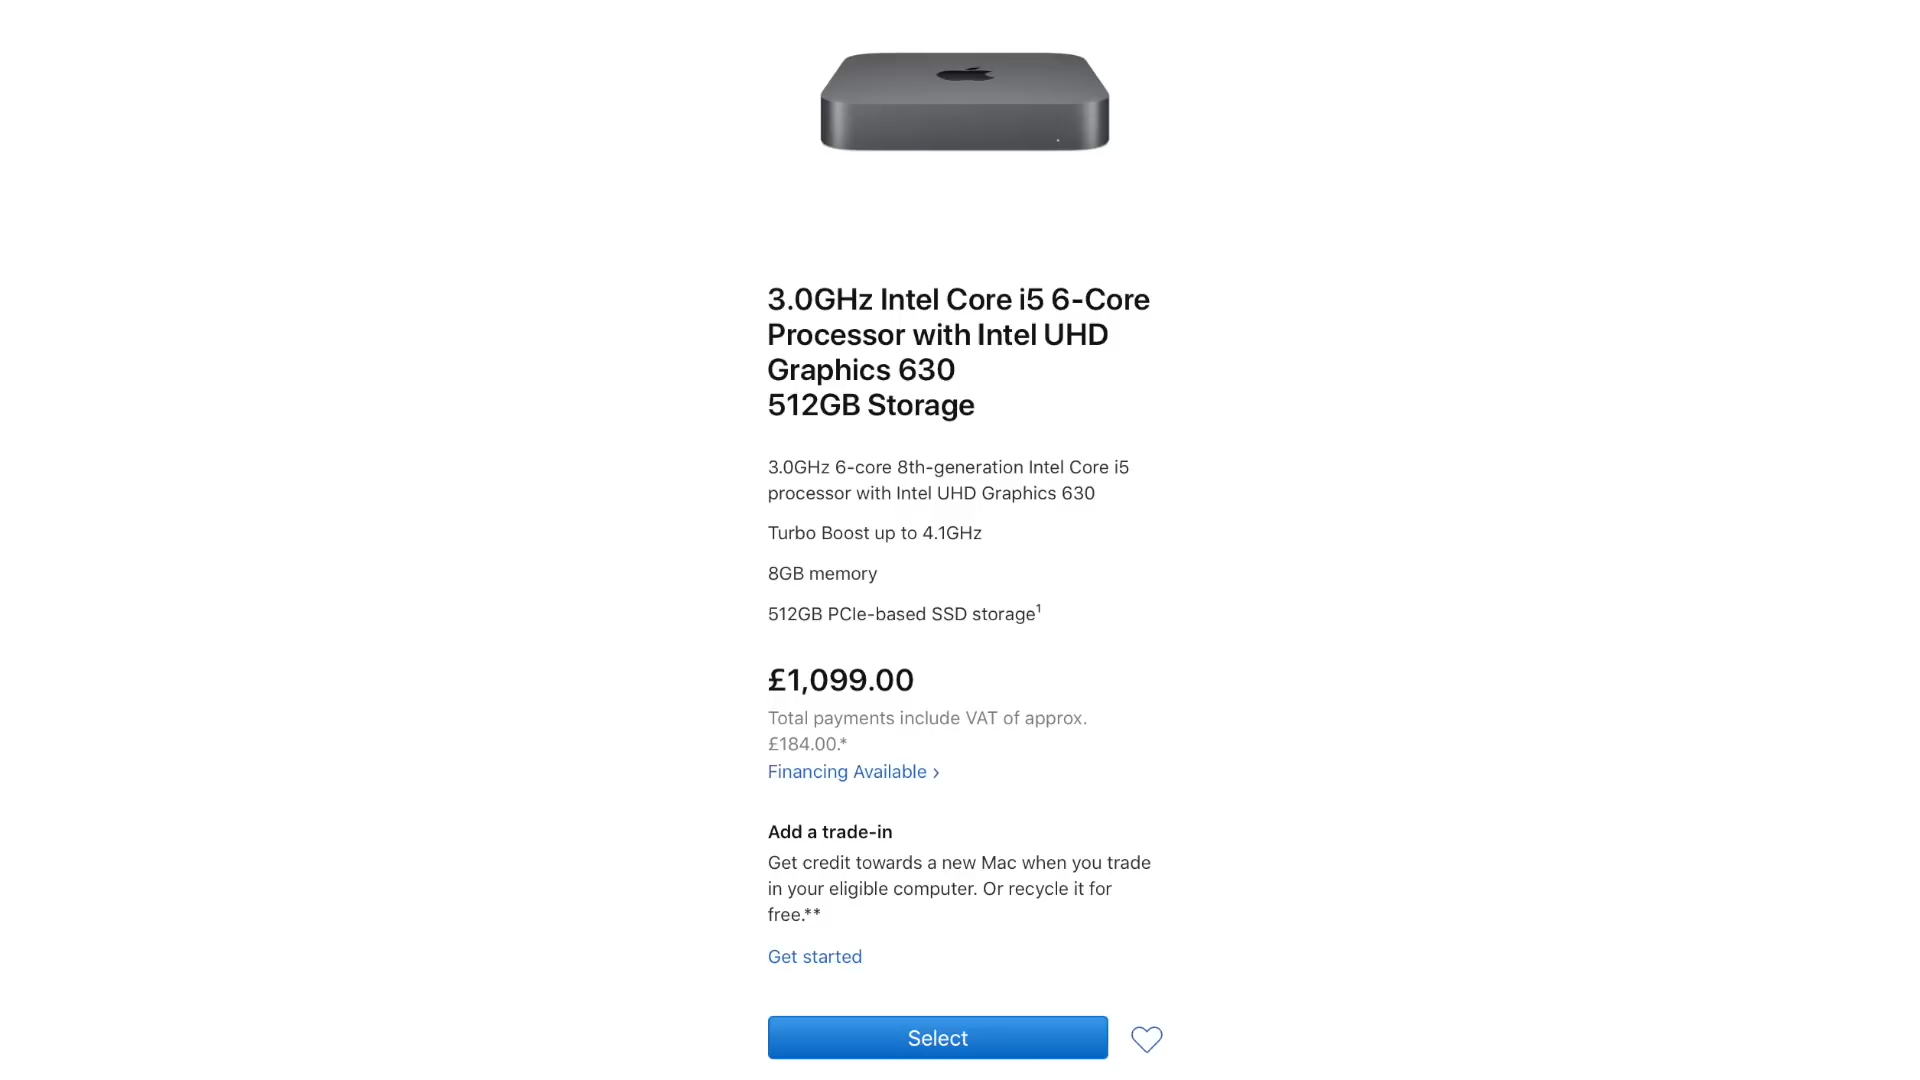 3.0GHz Intel Core i5 6-Core
Processor with Intel UHD
Graphics 630
512GB Storage
3.0GHz 6-core 8th-generation Intel Core i5
processor with Intel UHD Graphics 630
Turbo Boost up to 4.1GHz
8GB memory
512GB PCIe-based SSD storage¹
£1,099.00
Total payments include VAT of approx.
£184.00.*
Financing Available ›
Add a trade-in
Get credit towards a new Mac when you trade
in your eligible computer. Or recycle it for
free.**
Get started
Select